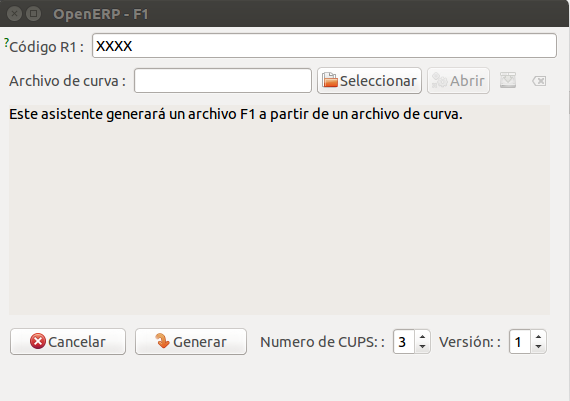 OpenERP - F1
?Código R1 : XXXX
Archivo de curva : Seleccionar Abrir
Este asistente generará un archivo F1 a partir de un archivo de curva.
Cancelar Generar Numero de CUPS: : 3 Versión: : 1